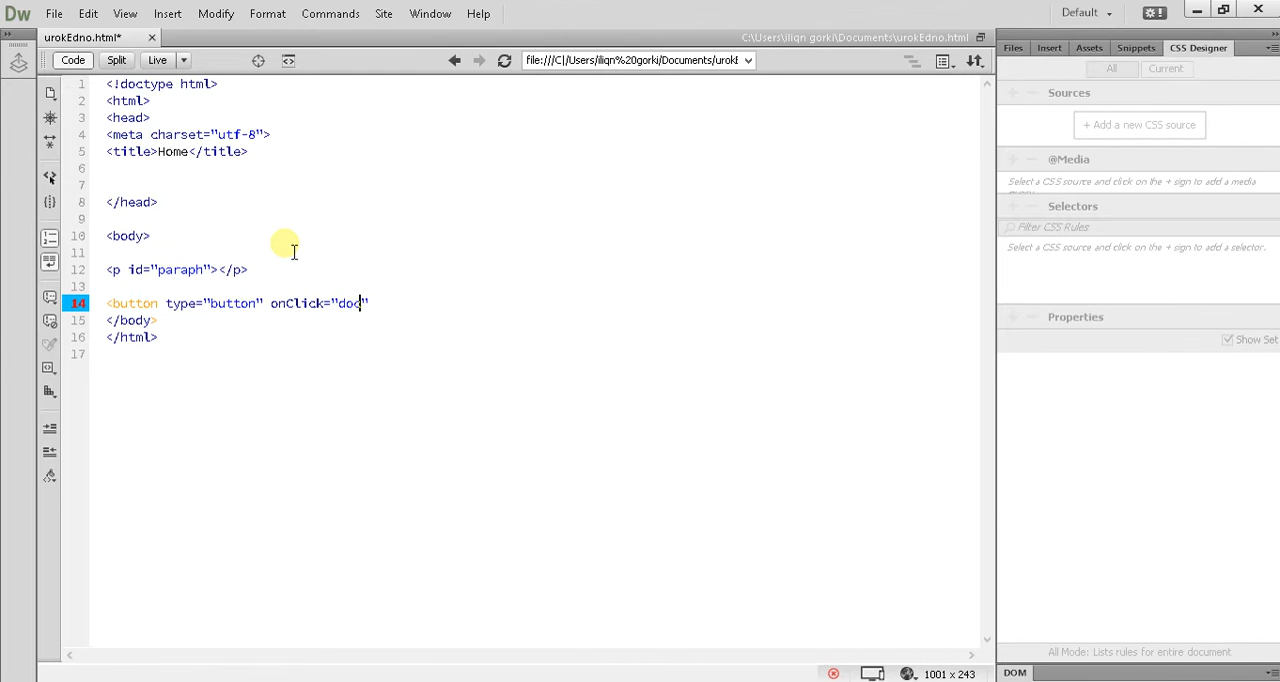 Dw File Edit View Insert Modify Format Commands Site Window Help Default
urokEdno.html* C:\Users\iliqn gorki\Documents\urokEdno.html
Code Split Live file:///C|/Users/iliqn%20gorki/Documents/urokE
Files Insert Assets Snippets CSS Designer
All Current
Sources
+ Add a new CSS source
@Media
Select a CSS source and click on the + sign to add a media
Selectors
Filter CSS Rules
Select a CSS source and click on the + sign to add a selector.
Properties
Show Set
1 <!doctype html>
2 <html>
3 <head>
4 <meta charset="utf-8">
5 <title>Home</title>
6
7
8 </head>
9
10 <body>
11
12 <p id="paraph"></p>
13
14 <button type="button" onClick="doc"
15 </body>
16 </html>
17
All Mode: Lists rules for entire document
1001 x 243
DOM